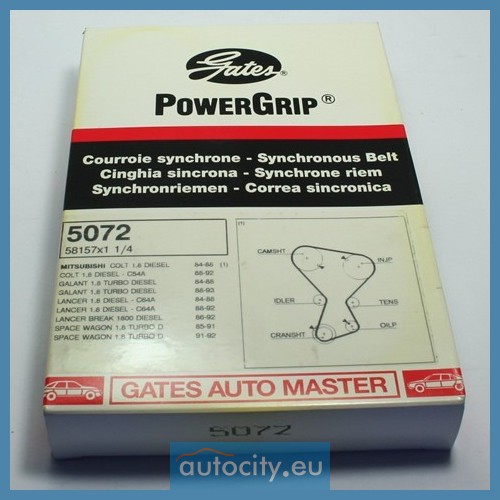 Gates®
POWERGRIP®
Courroie synchrone - Synchronous Belt
Cinghia sincrona - Synchrone riem
Synchronriemen - Correa sincronica
5072
58157x1 1/4
MITSUBISHI COLT 1.8 DIESEL 84-88 (1)
COLT 1.8 DIESEL - C54A 88-92
GALANT 1.8 TURBO DIESEL 84-88
GALANT 1.8 TURBO DIESEL 88-93
LANCER 1.8 DIESEL - C64A 84-88
LANCER 1.8 DIESEL - C64A 88-92
LANCER BREAK 1800 DIESEL 86-92
SPACE WAGON 1.8 TURBO D. 85-91
SPACE WAGON 1.8 TURBO D. 91-92
(1)
CAMSHT
INJP
IDLER
TENS
CRANSHT
OILP
GATES AUTO MASTER
5072
autocity.eu